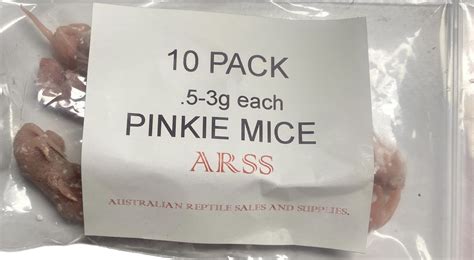 10 PACK
.5-3g each
PINKIE MICE
ARSS
AUSTRALIAN REPTILE SALES AND SUPPLIES.